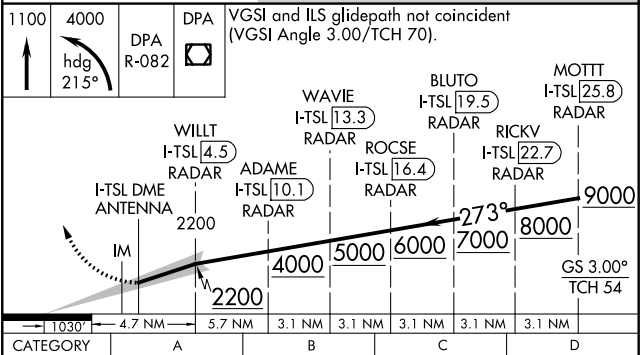 1100
4000
hdg
215°
DPA
R-082
DPA
VGSI and ILS glidepath not coincident
(VGSI Angle 3.00/TCH 70).
MOTTT
I-TSL 25.8
RADAR
BLUTO
I-TSL 19.5
RADAR
WAVIE
I-TSL 13.3
RADAR
RICKV
I-TSL 22.7
RADAR
WILLT
I-TSL 4.5
RADAR
ROCSE
I-TSL 16.4
RADAR
ADAME
I-TSL 10.1
RADAR
I-TSL DME
ANTENNA
2200
IM
273°
9000
8000
7000
6000
5000
4000
2200
GS 3.00°
TCH 54
1030'
4.7 NM
5.7 NM
3.1 NM
3.1 NM
3.1 NM
3.1 NM
3.1 NM
CATEGORY
A
B
C
D